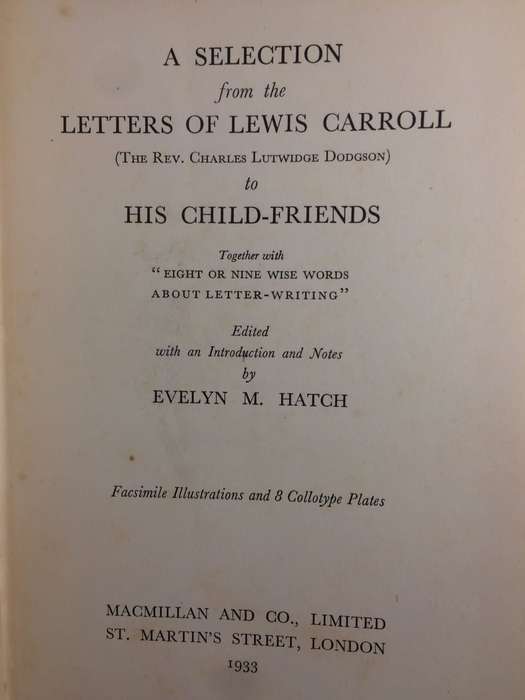 A SELECTION
from the
LETTERS OF LEWIS CARROLL
(THE REV. CHARLES LUTWIDGE DODGSON)
to
HIS CHILD-FRIENDS
Together with
“EIGHT OR NINE WISE WORDS
ABOUT LETTER-WRITING”
Edited
with an Introduction and Notes
by
EVELYN M. HATCH
Facsimile Illustrations and 8 Collotype Plates
MACMILLAN AND CO., LIMITED
ST. MARTIN'S STREET, LONDON
1933